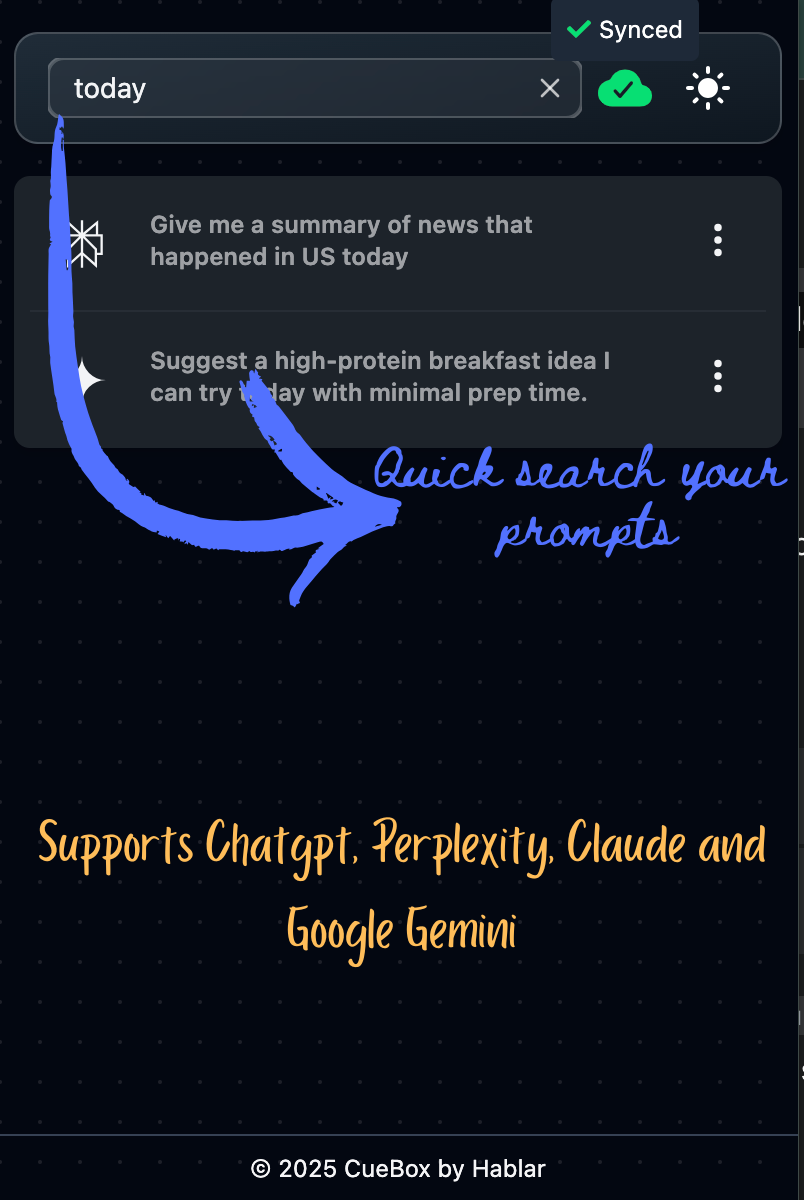 Synced
today
Give me a summary of news that
happened in US today
Suggest a high-protein breakfast idea I
can try today with minimal prep time.
Quick search your
prompts
Supports Chatgpt, Perplexity, Claude and
Google Gemini
© 2025 CueBox by Hablar